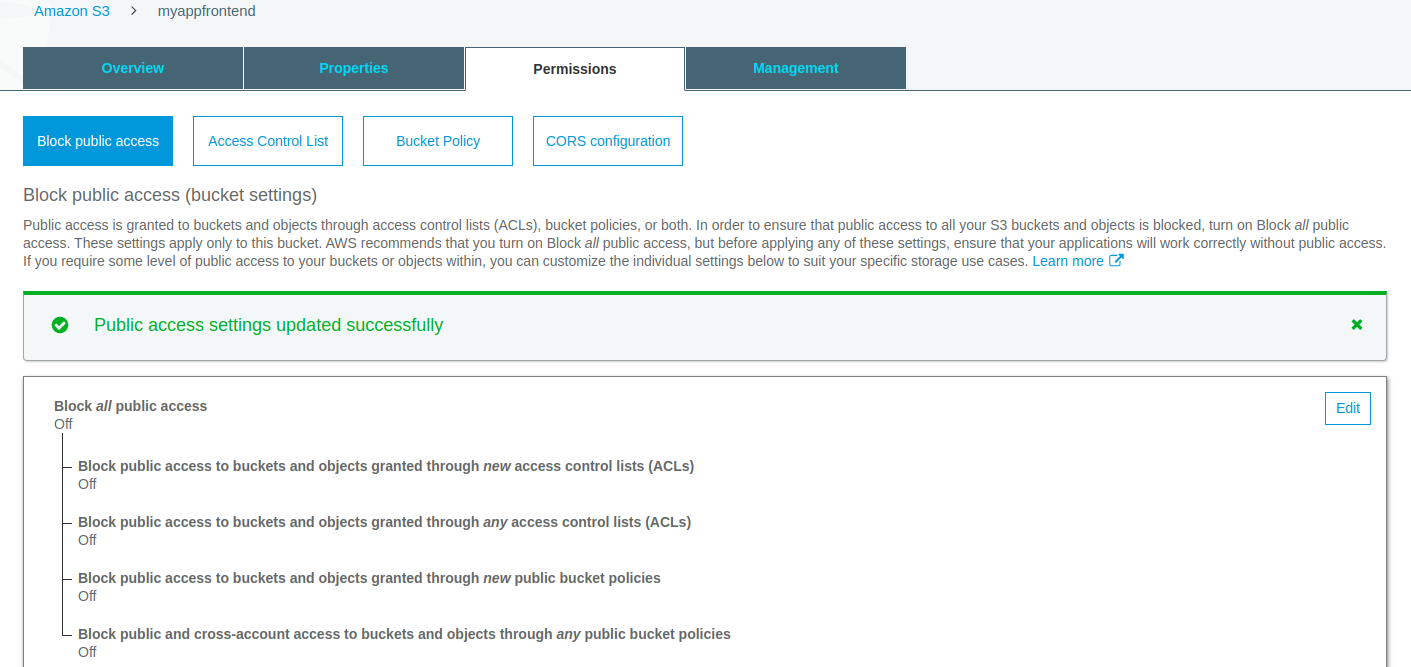 Amazon S3 > myappfrontend
Overview Properties Permissions Management
Block public access Access Control List Bucket Policy CORS configuration
Block public access (bucket settings)
Public access is granted to buckets and objects through access control lists (ACLs), bucket policies, or both. In order to ensure that public access to all your S3 buckets and objects is blocked, turn on Block all public
access. These settings apply only to this bucket. AWS recommends that you turn on Block all public access, but before applying any of these settings, ensure that your applications will work correctly without public access.
If you require some level of public access to your buckets or objects within, you can customize the individual settings below to suit your specific storage use cases. Learn more
Public access settings updated successfully
Block all public access Edit
Off
Block public access to buckets and objects granted through new access control lists (ACLs)
Off
Block public access to buckets and objects granted through any access control lists (ACLs)
Off
Block public access to buckets and objects granted through new public bucket policies
Off
Block public and cross-account access to buckets and objects through any public bucket policies
Off